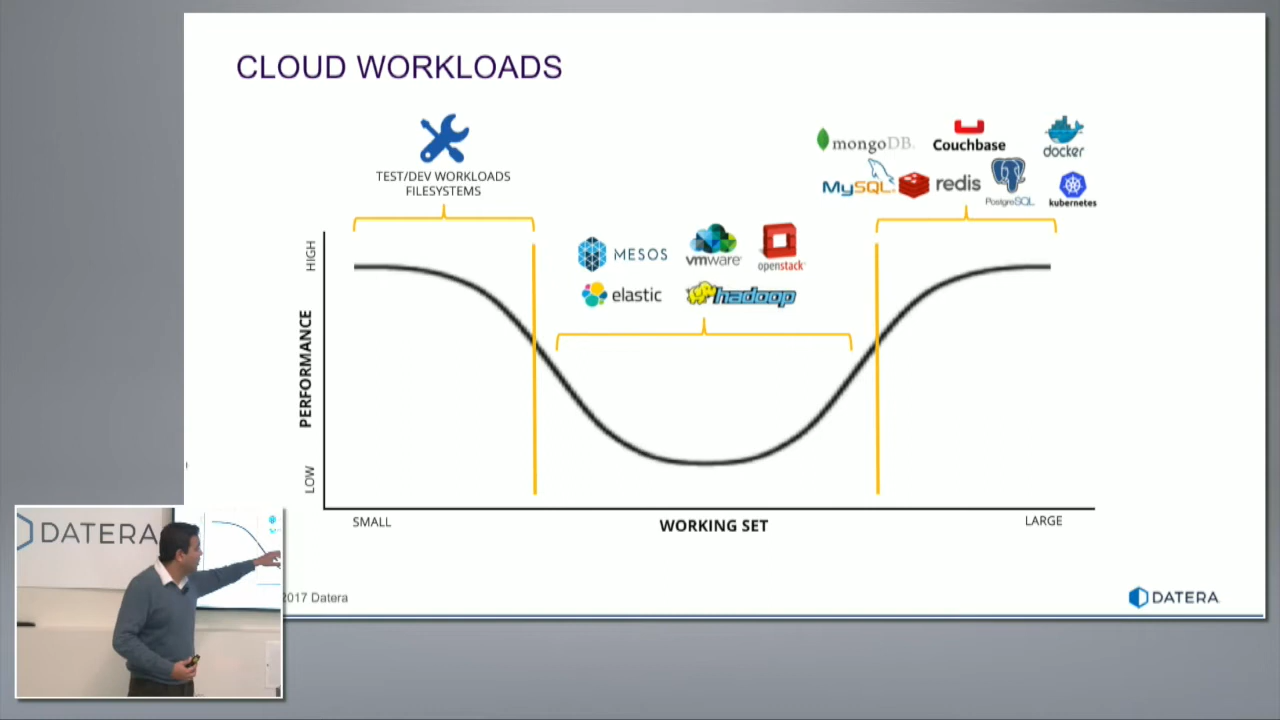 CLOUD WORKLOADS
mongoDB.
Couchbase
docker
MySQL.
redis
PostgreSQL
kubernetes
TEST/DEV WORKLOADS
FILESYSTEMS
MESOS
vmware
openstack
elastic
hadoop
HIGH
PERFORMANCE
LOW
SMALL
WORKING SET
LARGE
DATERA
2017 Datera
DATERA